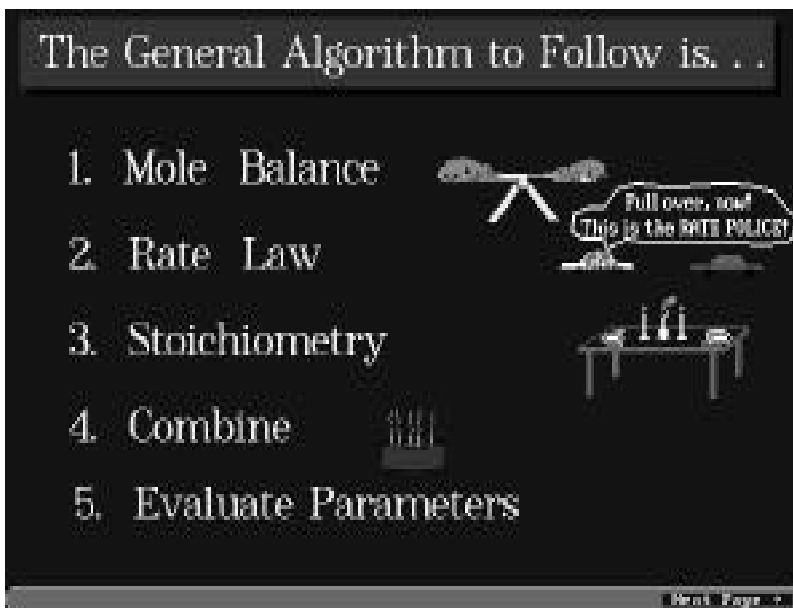 The General Algorithm to Follow is. . .
1. Mole Balance
Pull over, now!
This is the RATE POLICE!
2. Rate Law
3. Stoichiometry
4. Combine
5. Evaluate Parameters
Next Page